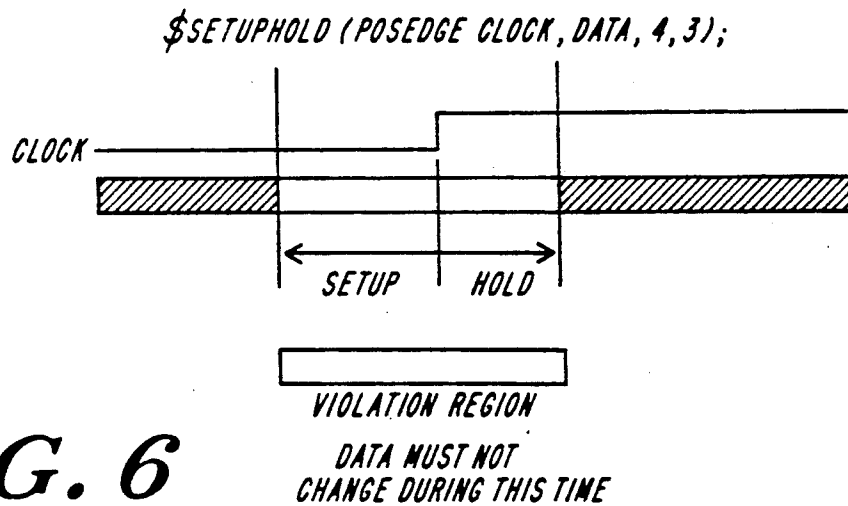 $SETUPHOLD (POSEDGE CLOCK, DATA, 4, 3);
CLOCK
SETUP HOLD
VIOLATION REGION
DATA MUST NOT
CHANGE DURING THIS TIME
G. 6